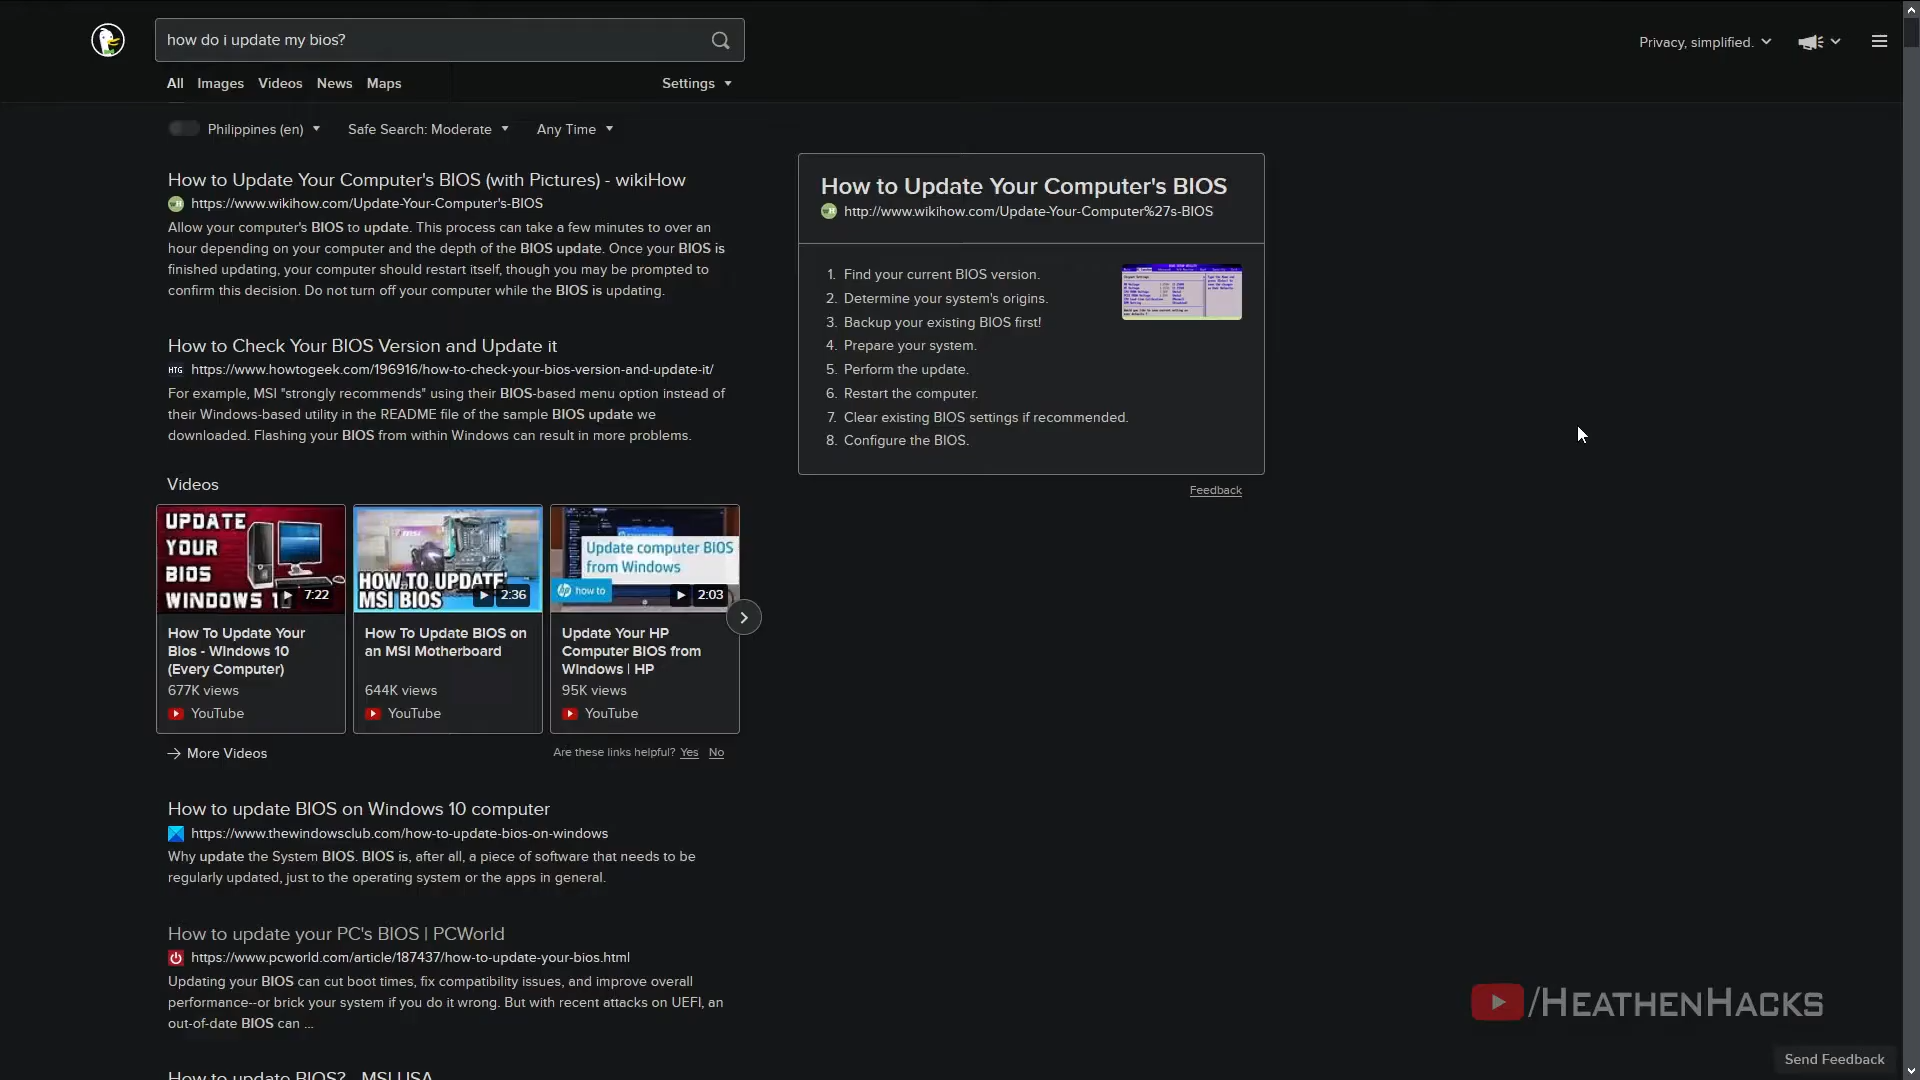 how do i update my bios?
Privacy, simplified.
All Images Videos News Maps Settings
Philippines (en) Safe Search: Moderate Any Time
How to Update Your Computer's BIOS (with Pictures) - wikiHow
https://www.wikihow.com/Update-Your-Computer's-BIOS
Allow your computer's BIOS to update. This process can take a few minutes to over an
hour depending on your computer and the depth of the BIOS update. Once your BIOS is
finished updating, your computer should restart itself, though you may be prompted to
confirm this decision. Do not turn off your computer while the BIOS is updating.
How to Check Your BIOS Version and Update it
HTG https://www.howtogeek.com/196916/how-to-check-your-bios-version-and-update-it/
For example, MSI "strongly recommends" using their BIOS-based menu option instead of
their Windows-based utility in the README file of the sample BIOS update we
downloaded. Flashing your BIOS from within Windows can result in more problems.
Videos
UPDATE
YOUR
BIOS
WINDOWS 10
7:22
How To Update Your
Bios - Windows 10
(Every Computer)
677K views
YouTube
HOW TO UPDATE
MSI BIOS
2:36
How To Update BIOS on
an MSI Motherboard
644K views
YouTube
Update computer BIOS
from Windows
hp how to
2:03
Update Your HP
Computer BIOS from
Windows | HP
95K views
YouTube
More Videos
Are these links helpful? Yes No
How to update BIOS on Windows 10 computer
https://www.thewindowsclub.com/how-to-update-bios-on-windows
Why update the System BIOS. BIOS is, after all, a piece of software that needs to be
regularly updated, just to the operating system or the apps in general.
How to update your PC's BIOS | PCWorld
https://www.pcworld.com/article/187437/how-to-update-your-bios.html
Updating your BIOS can cut boot times, fix compatibility issues, and improve overall
performance--or brick your system if you do it wrong. But with recent attacks on UEFI, an
out-of-date BIOS can ...
How to update BIOS? - MSI USA
How to Update Your Computer's BIOS
http://www.wikihow.com/Update-Your-Computer%27s-BIOS
1. Find your current BIOS version.
2. Determine your system's origins.
3. Backup your existing BIOS first!
4. Prepare your system.
5. Perform the update.
6. Restart the computer.
7. Clear existing BIOS settings if recommended.
8. Configure the BIOS.
Feedback
/HEATHENHACKS
Send Feedback